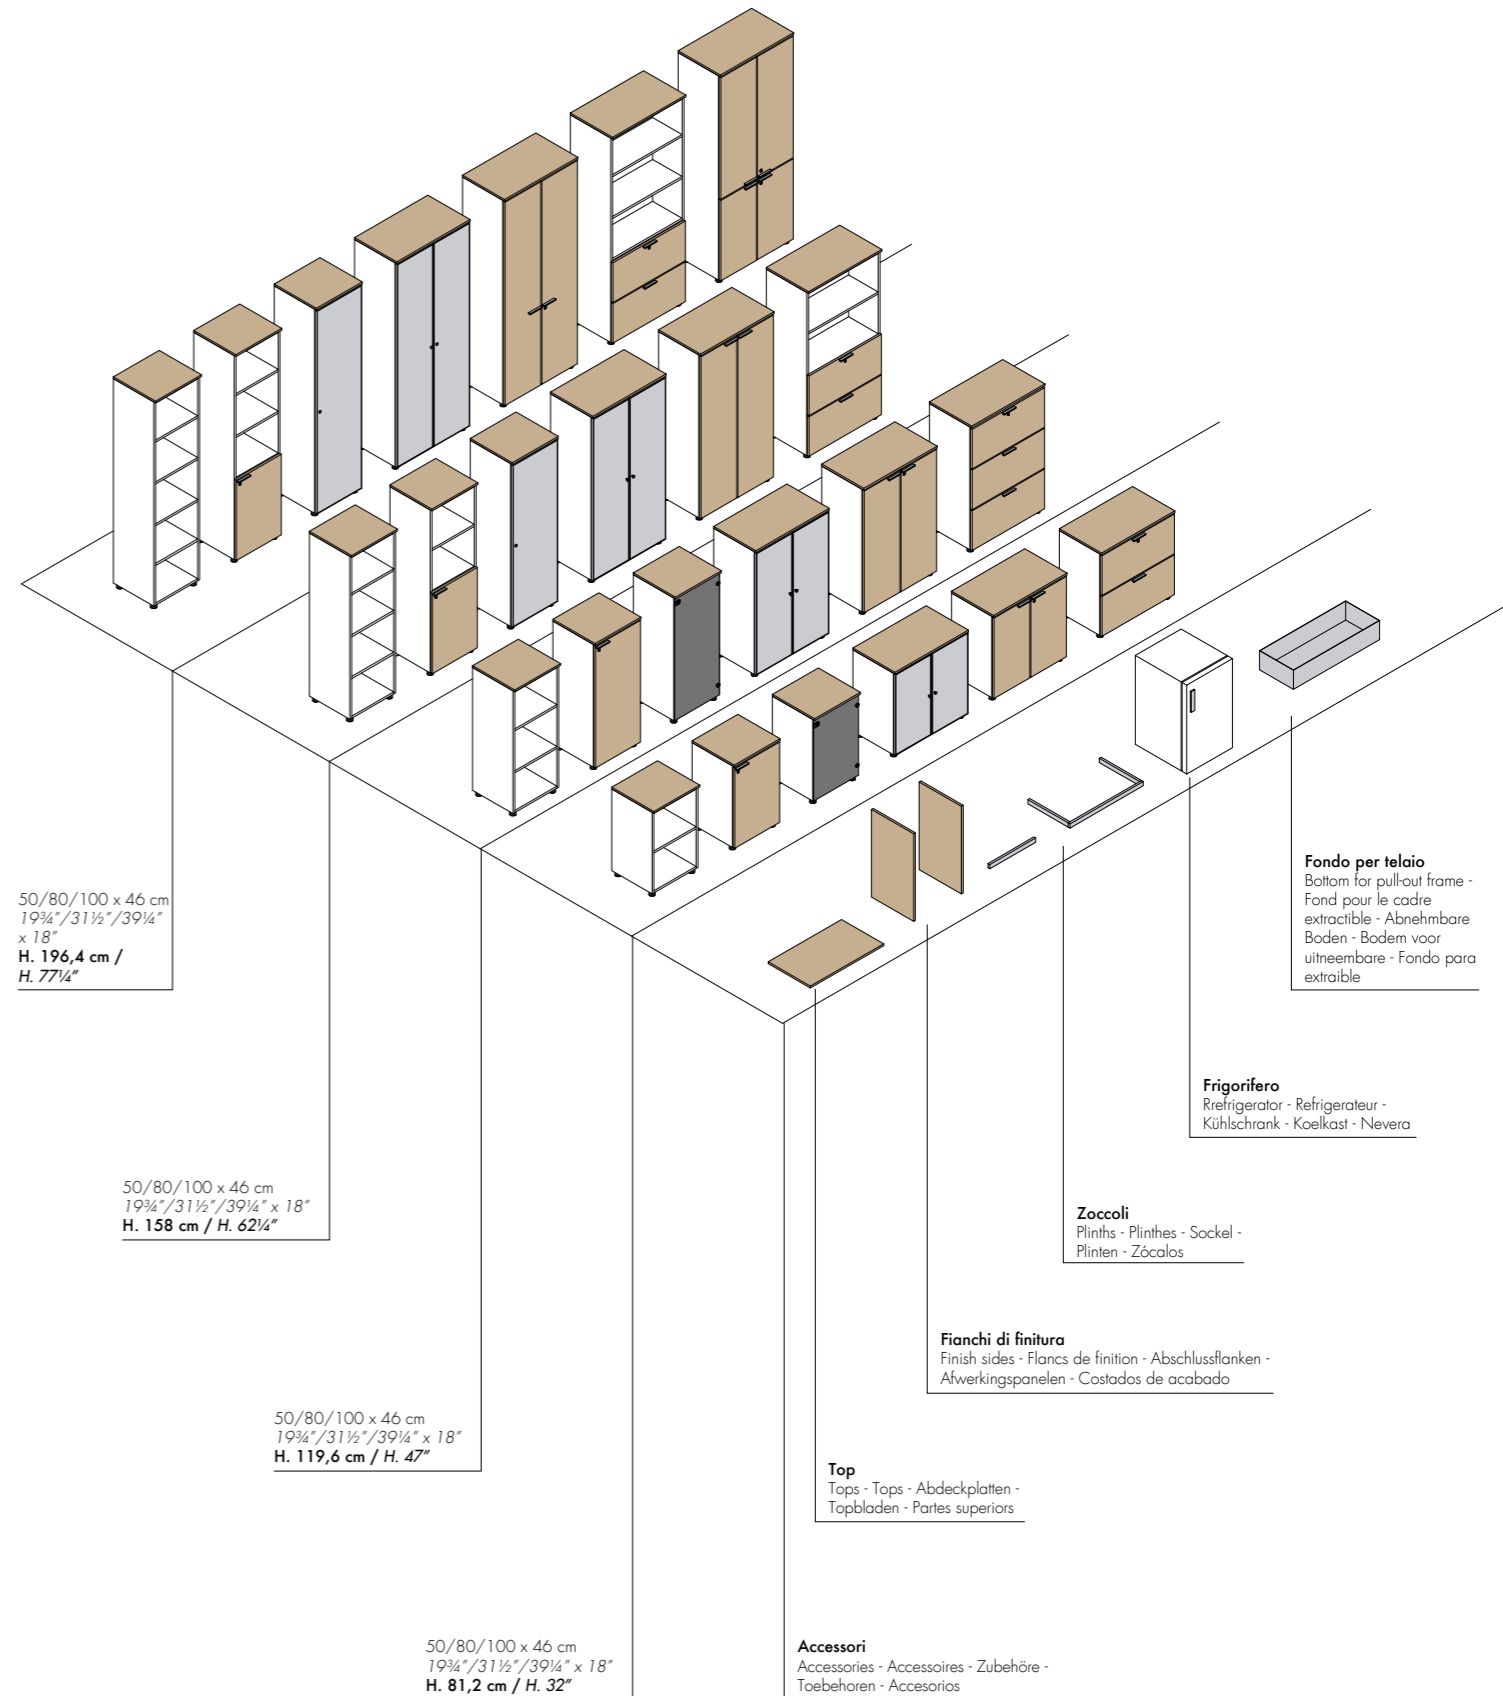 50/80/100 x 46 cm
19¾"/31½"/39¼"
x 18"
H. 196,4 cm /
H. 77¼"
50/80/100 x 46 cm
19¾"/31½"/39¼" x 18"
H. 158 cm / H. 62¼"
50/80/100 x 46 cm
19¾"/31½"/39¼" x 18"
H. 119,6 cm / H. 47"
50/80/100 x 46 cm
19¾"/31½"/39¼" x 18"
H. 81,2 cm / H. 32"
Fondo per telaio
Bottom for pull-out frame -
Fond pour le cadre
extractible - Abnehmbare
Boden - Bodem voor
uitneembare - Fondo para
extraible
Frigorifero
Rrefrigerator - Refrigerateur -
Kühlschrank - Koelkast - Nevera
Zoccoli
Plinths - Plinthes - Sockel -
Plinten - Zócalos
Fianchi di finitura
Finish sides - Flancs de finition - Abschlussflanken -
Afwerkingspanelen - Costados de acabado
Top
Tops - Tops - Abdeckplatten -
Topbladen - Partes superiors
Accessori
Accessories - Accessoires - Zubehöre -
Toebehoren - Accesorios